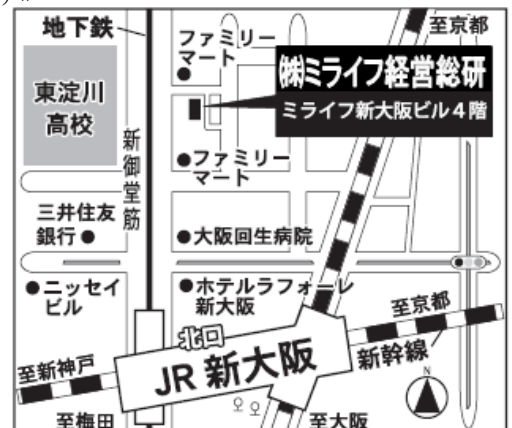 地下鉄
ファミリー
マート
至京都
㈱ミライフ経営総研
ミライフ新大阪ビル４階
東淀川
高校
新御堂筋
ファミリー
マート
三井住友
銀行
大阪回生病院
ニッセイ
ビル
ホテルラフォーレ
新大阪
至京都
北口
JR 新大阪
至新神戸
新幹線
N
至梅田
至大阪